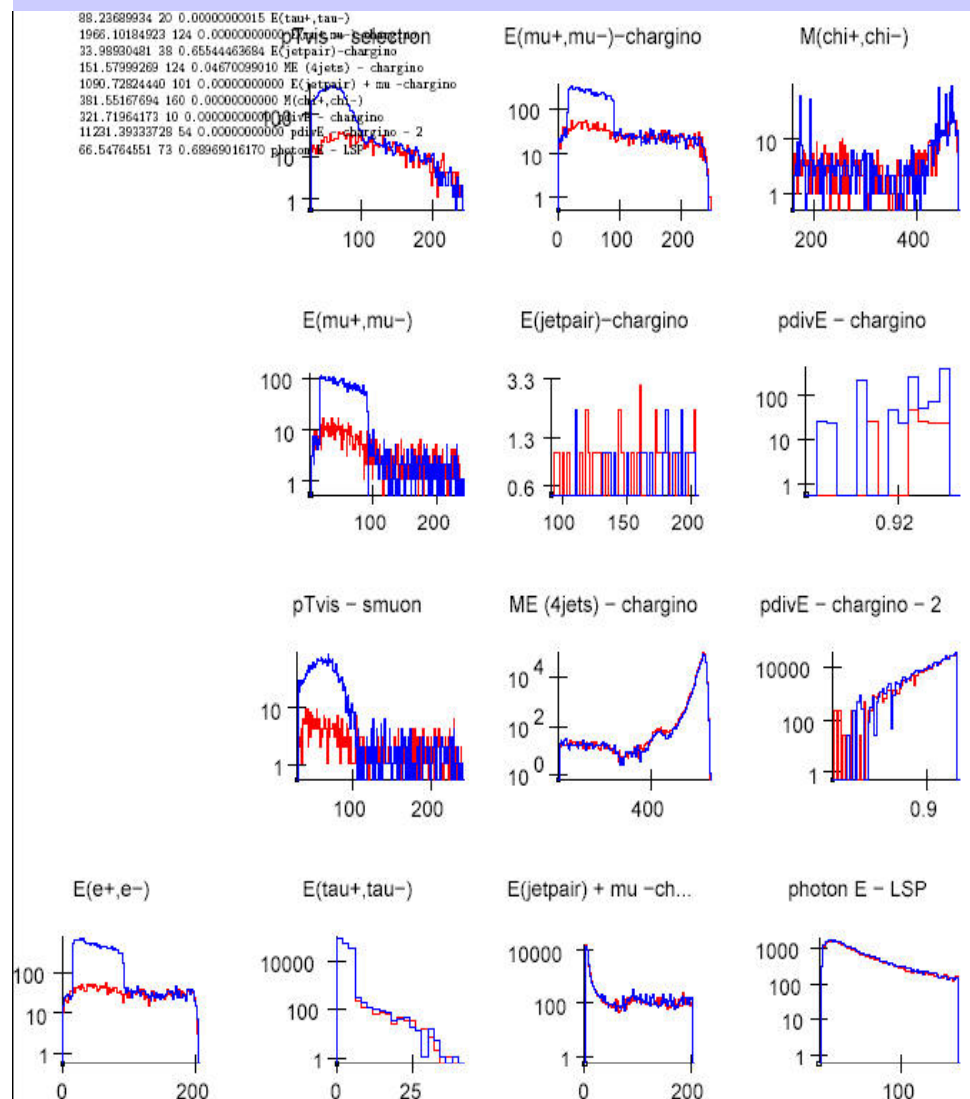 88.23689934 20 0.00000000015 E(tau+,tau-)
1966.10184923 124 0.00000000000
33.98930481 38 0.65544463684 E(jetpair)-chargino
151.57999269 124 0.04670099010 ME (4jets) - chargino
1090.72824440 101 0.00000000000 E(jetpair) + mu -chargino
381.55167694 160 0.00000000000 M(chi+,chi-)
321.71964173 10 chargino
11231.39333728 54 0.00000000000 pdivE - chargino - 2
66.54764551 73 0.68969016170 photon E - LSP
pTvis - selectron
100
10
1
100 200
E(mu+,mu-)-chargino
100
10
1
0 100 200
M(chi+,chi-)
10
1
200 400
E(mu+,mu-)
100
10
1
100 200
E(jetpair)-chargino
3.3
1.3
0.6
100 150 200
pdivE - chargino
100
10
1
0.92
pTvis - smuon
10
1
100 200
ME (4jets) - chargino
10 4
10 2
10 0
400
pdivE - chargino - 2
10000
100
1
0.9
E(e+,e-)
100
10
1
0 200
E(tau+,tau-)
10000
100
1
0 25
E(jetpair) + mu -ch...
10000
100
1
0 200
photon E - LSP
1000
100
10
1
100